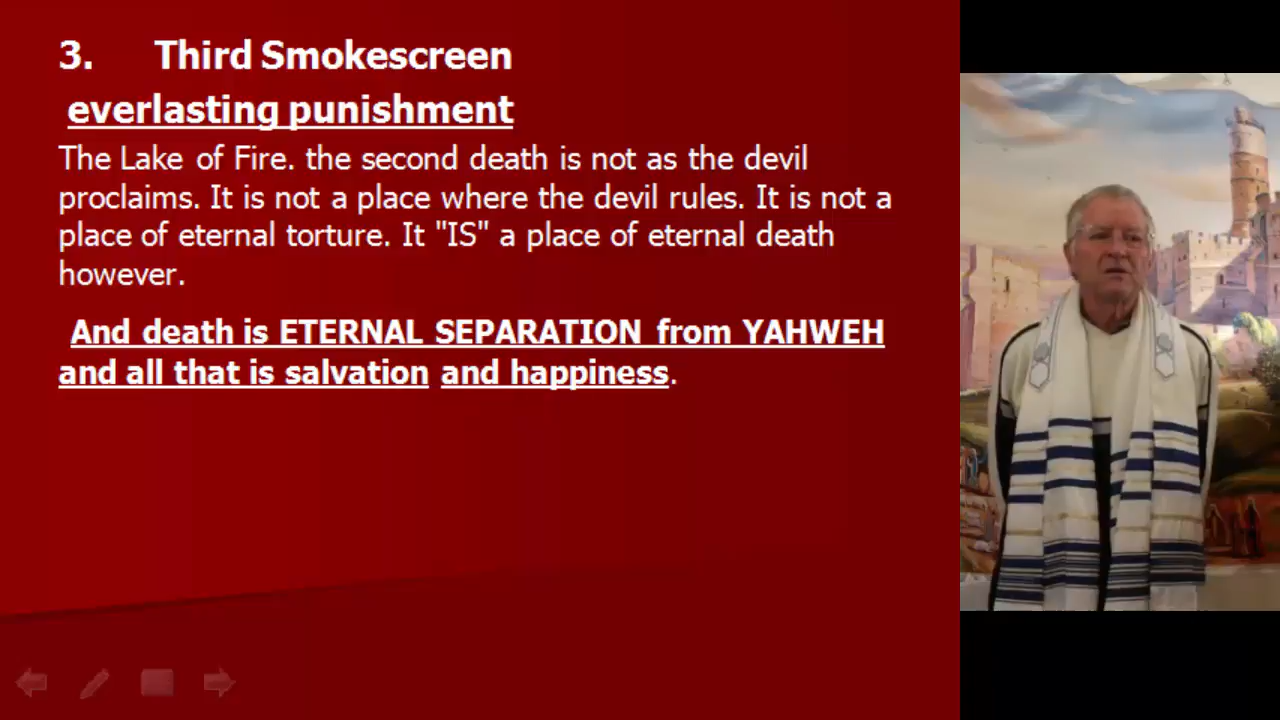 3. Third Smokescreen
everlasting punishment
The Lake of Fire. the second death is not as the devil
proclaims. It is not a place where the devil rules. It is not a
place of eternal torture. It "IS" a place of eternal death
however.
And death is ETERNAL SEPARATION from YAHWEH
and all that is salvation and happiness.